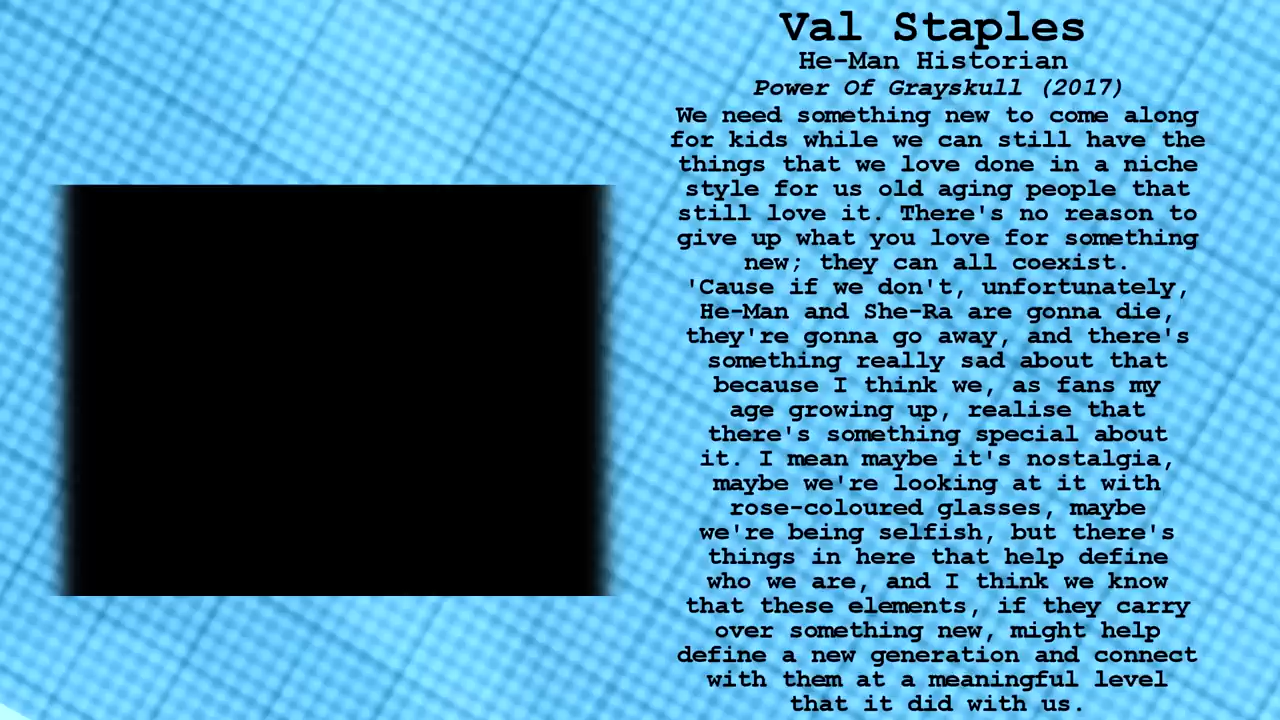 Val Staples
He-Man Historian
Power Of Grayskull (2017)
We need something new to come along
for kids while we can still have the
things that we love done in a niche
style for us old aging people that
still love it. There's no reason to
give up what you love for something
new; they can all coexist.
'Cause if we don't, unfortunately,
He-Man and She-Ra are gonna die,
they're gonna go away, and there's
something really sad about that
because I think we, as fans my
age growing up, realise that
there's something special about
it. I mean maybe it's nostalgia,
maybe we're looking at it with
rose-coloured glasses, maybe
we're being selfish, but there's
things in here that help define
who we are, and I think we know
that these elements, if they carry
over something new, might help
define a new generation and connect
with them at a meaningful level
that it did with us.